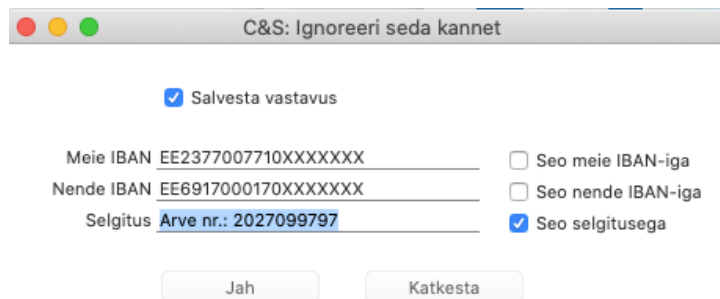 C&S: Ignoreeri seda kannet
Salvesta vastavus
Meie IBAN EE2377007710XXXXXXX Seo meie IBAN-iga
Nende IBAN EE6917000170XXXXXXX Seo nende IBAN-iga
Selgitus Arve nr.: 2027099797 Seo selgitusega
Jah Katkesta